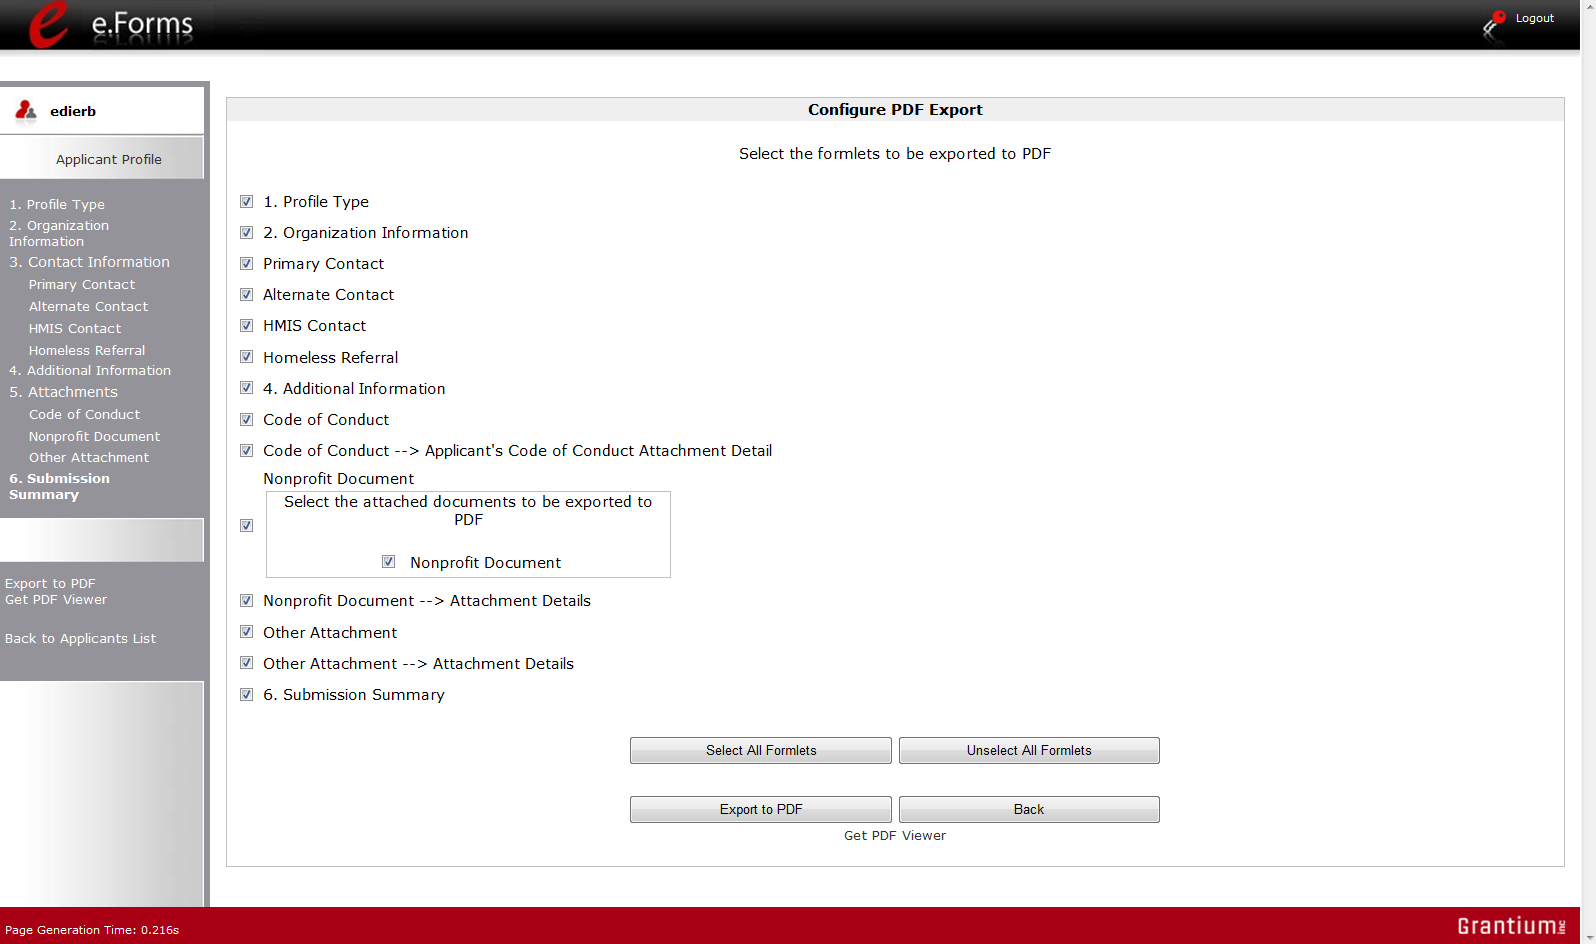 e.Forms
Logout
edierb
Applicant Profile
1. Profile Type
2. Organization
Information
3. Contact Information
Primary Contact
Alternate Contact
HMIS Contact
Homeless Referral
4. Additional Information
5. Attachments
Code of Conduct
Nonprofit Document
Other Attachment
6. Submission
Summary
Export to PDF
Get PDF Viewer
Back to Applicants List
Configure PDF Export
Select the formlets to be exported to PDF
1. Profile Type
2. Organization Information
Primary Contact
Alternate Contact
HMIS Contact
Homeless Referral
4. Additional Information
Code of Conduct
Code of Conduct --> Applicant's Code of Conduct Attachment Detail
Nonprofit Document
Select the attached documents to be exported to
PDF
Nonprofit Document
Nonprofit Document --> Attachment Details
Other Attachment
Other Attachment --> Attachment Details
6. Submission Summary
Select All Formlets
Unselect All Formlets
Export to PDF
Back
Get PDF Viewer
Page Generation Time: 0.216s
Grantium inc